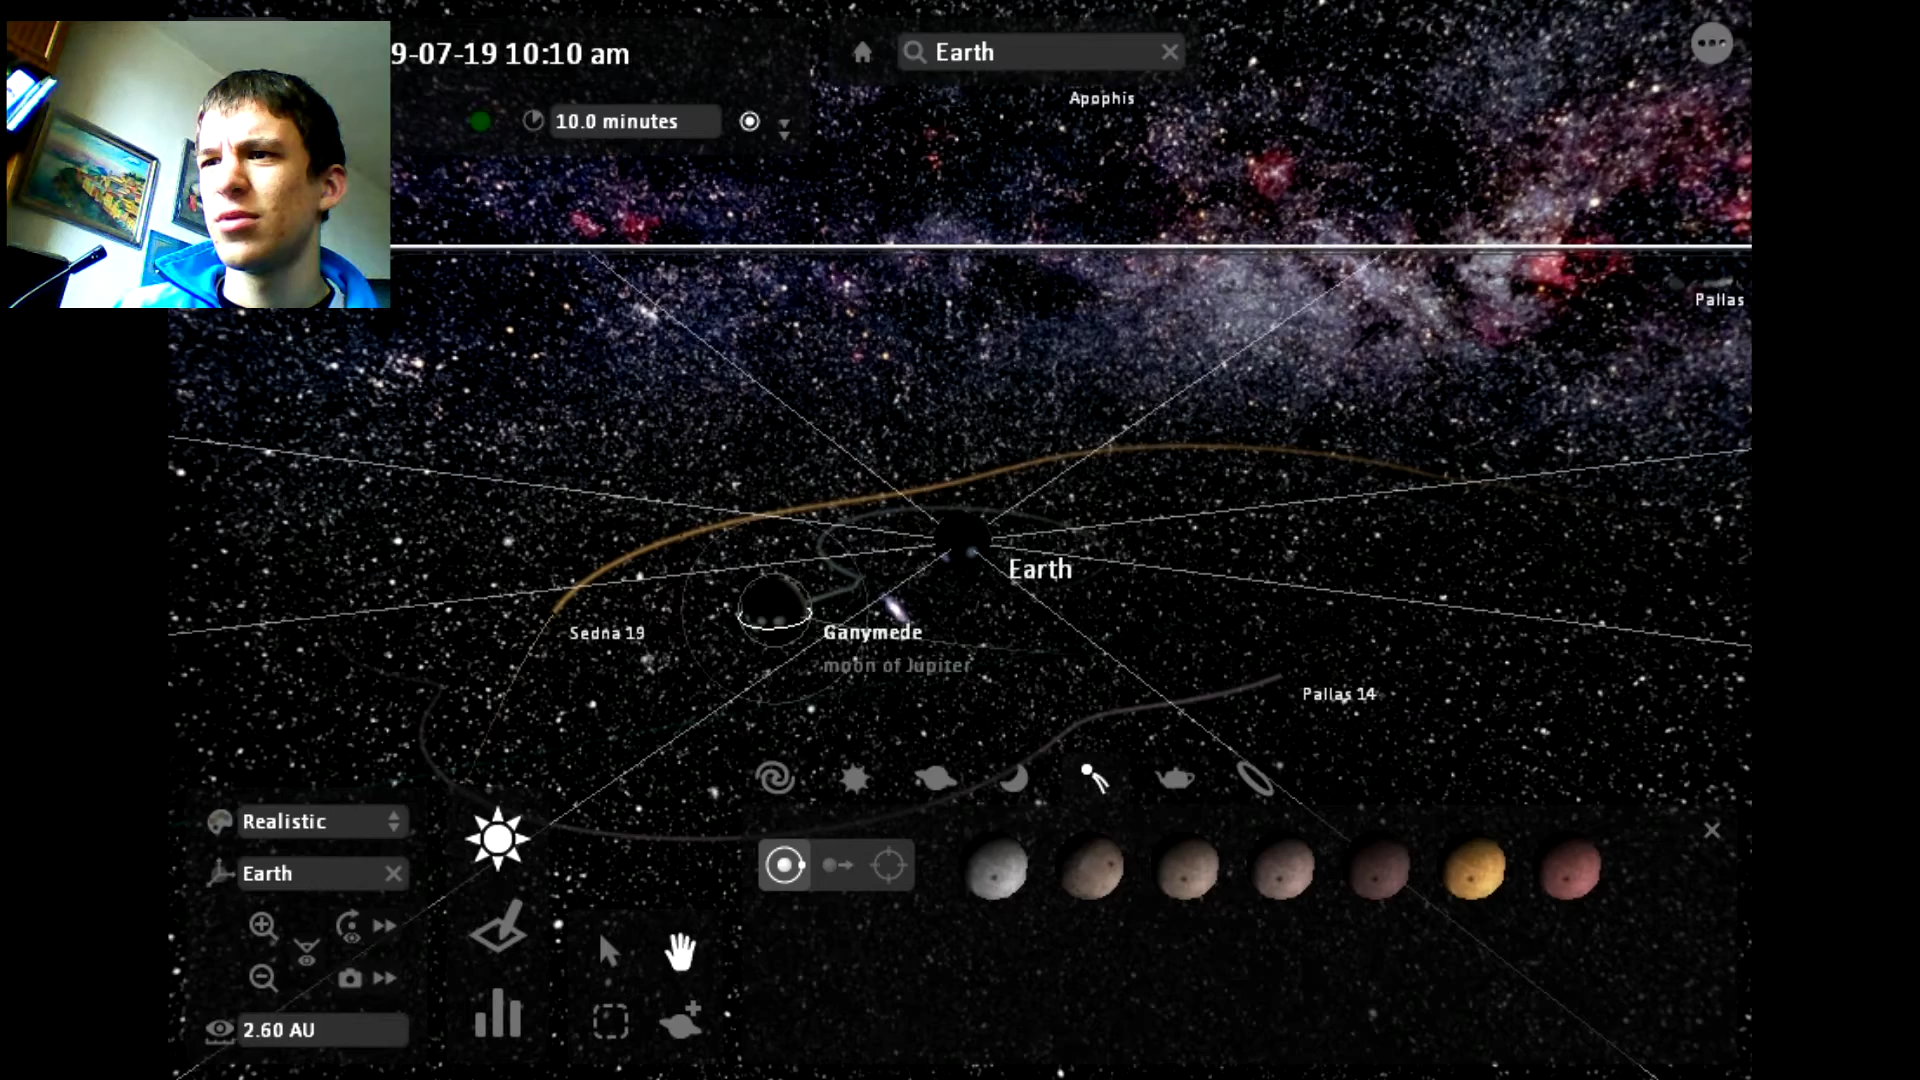 9-07-19 10:10 am
Earth
Apophis
10.0 minutes
Pallas
Earth
Sedna 19
Ganymede
moon of Jupiter
Pallas 14
Realistic
Earth
2.60 AU